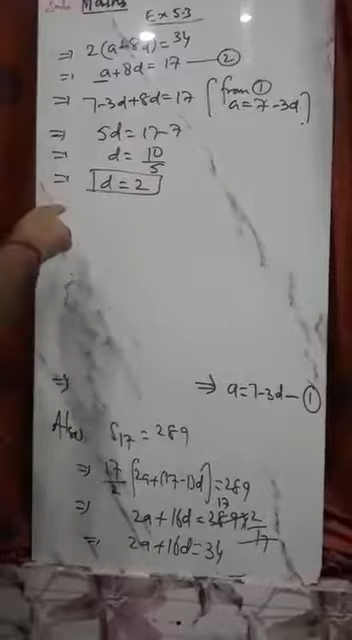 Maths
Ex 5.3
⇒ 2(a+8d) = 34
⇒ a+8d = 17 — ②
⇒ 7-3d+8d = 17 [from ① a = 7-3d]
⇒ 5d = 17-7
⇒ d = 10/5
⇒ d = 2
⇒ ⇒ a = 7-3d — ①
Also S17 = 289
⇒ 17/2 [2a+(17-1)d] = 289
⇒ 2a+16d = 289×2/17 17
⇒ 2a+16d = 34